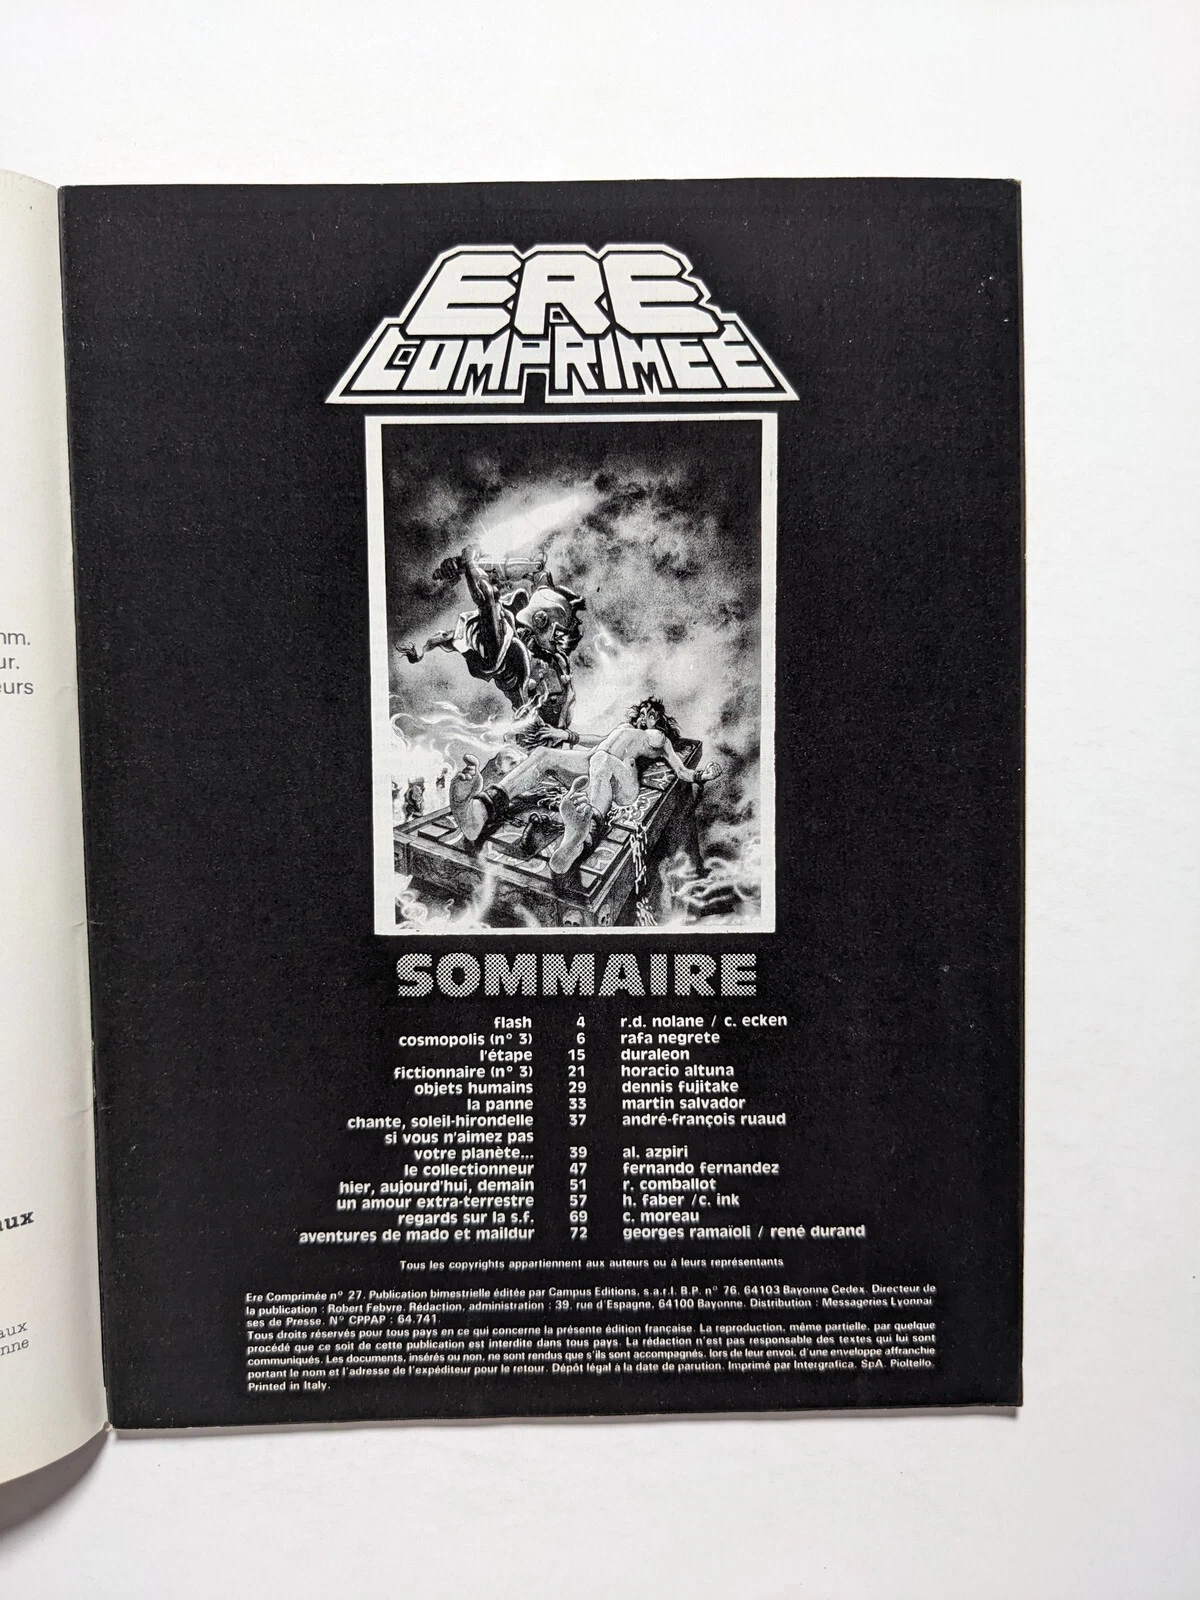 mm.
ur.
eurs
aux
aux
nne
ERE
COMPRIMEE
SOMMAIRE
flash 4 r.d. nolane / c. ecken
cosmopolis (n° 3) 6 rafa negrete
l'étape 15 duraleon
fictionnaire (n° 3) 21 horacio altuna
objets humains 29 dennis fujitake
la panne 33 martin salvador
chante, soleil-hirondelle 37 andré-françois ruaud
si vous n'aimez pas
votre planète... 39 al. azpiri
le collectionneur 47 fernando fernandez
hier, aujourd'hui, demain 51 r. comballot
un amour extra-terrestre 57 h. faber /c. ink
regards sur la s.f. 69 c. moreau
aventures de mado et maildur 72 georges ramaïoli / rené durand
Tous les copyrights appartiennent aux auteurs ou à leurs représentants
Ere Comprimée n° 27. Publication bimestrielle éditée par Campus Editions, s.a.r.l. B.P. n° 76, 64103 Bayonne Cedex. Directeur de
la publication : Robert Febvre. Rédaction, administration : 39, rue d'Espagne, 64100 Bayonne. Distribution : Messageries Lyonnai
ses de Presse. N° CPPAP : 64.741.
Tous droits réservés pour tous pays en ce qui concerne la présente édition française. La reproduction, même partielle, par quelque
procédé que ce soit de cette publication est interdite dans tous pays. La rédaction n'est pas responsable des textes qui lui sont
communiqués. Les documents, insérés ou non, ne sont rendus que s'ils sont accompagnés, lors de leur envoi, d'une enveloppe affranchie
portant le nom et l'adresse de l'expéditeur pour le retour. Dépôt légal à la date de parution. Imprimé par Intergrafica. SpA. Pioltello.
Printed in Italy.